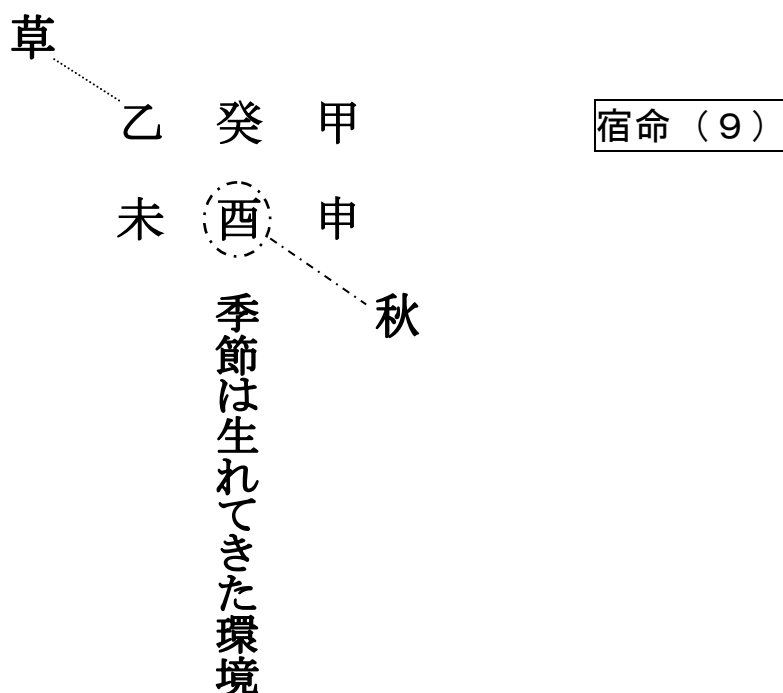 草
乙 癸 甲
宿命（９）
未 酉 申
秋
季節は生れてきた環境